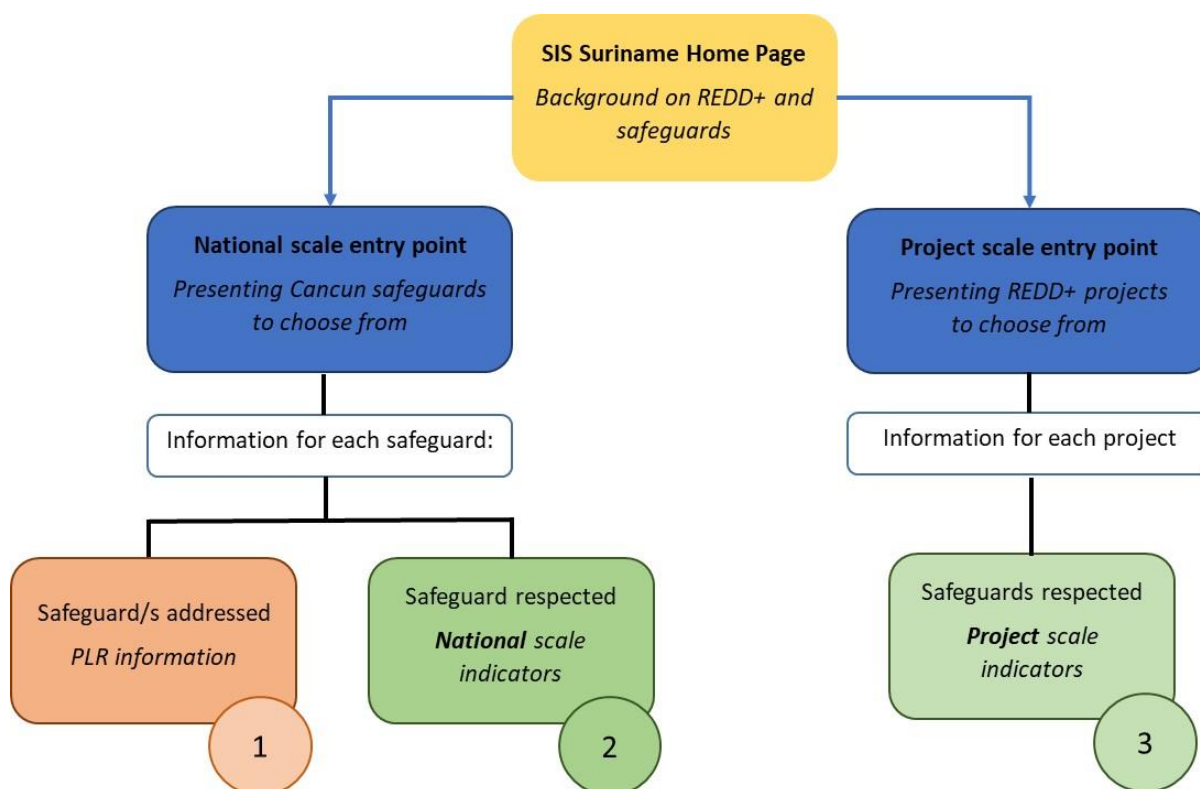 SIS Suriname Home Page
Background on REDD+ and
safeguards
National scale entry point
Presenting Cancun safeguards
to choose from
Project scale entry point
Presenting REDD+ projects
to choose from
Information for each safeguard:
Information for each project
Safeguard/s addressed
PLR information
1
Safeguard respected
National scale
indicators
2
Safeguards respected
Project scale
indicators
3